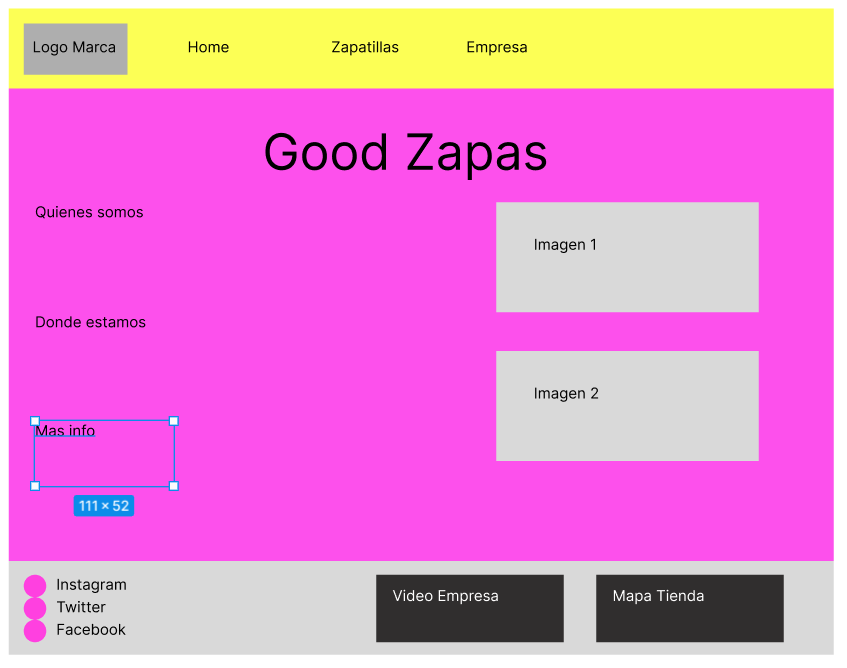 Logo Marca
Home
Zapatillas
Empresa
Good Zapas
Quienes somos
Imagen 1
Donde estamos
Imagen 2
Mas info
111 × 52
Instagram
Twitter
Facebook
Video Empresa
Mapa Tienda